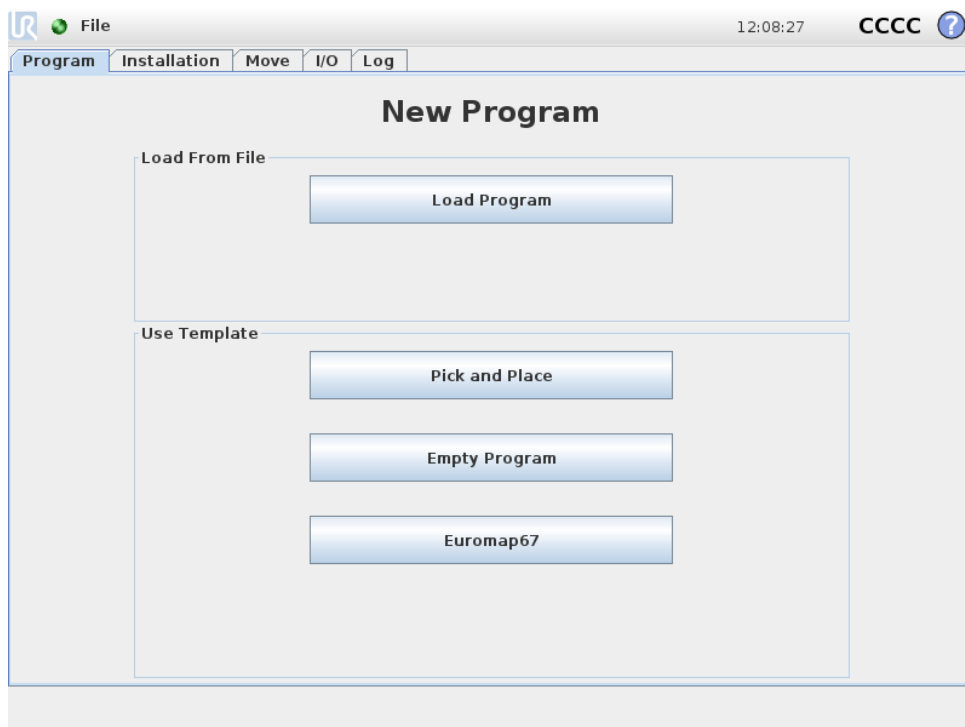 UR File 12:08:27 CCCC ?
Program Installation Move I/O Log
New Program
Load From File
Load Program
Use Template
Pick and Place
Empty Program
Euromap67